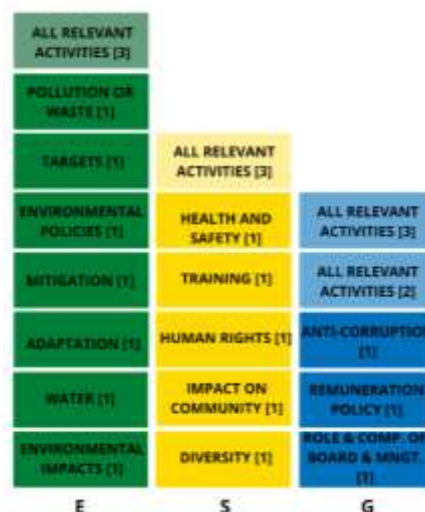 ALL RELEVANT
ACTIVITIES [3]
POLLUTION OR
WASTE [1]
TARGETS [1]
ENVIRONMENTAL
POLICIES [1]
MITIGATION [1]
ADAPTATION [1]
WATER [1]
ENVIRONMENTAL
IMPACTS [1]
E
ALL RELEVANT
ACTIVITIES [3]
HEALTH AND
SAFETY [1]
TRAINING [1]
HUMAN RIGHTS [1]
IMPACT ON
COMMUNITY [1]
DIVERSITY [1]
S
ALL RELEVANT
ACTIVITIES [3]
ALL RELEVANT
ACTIVITIES [2]
ANTI-CORRUPTION
[1]
REMUNERATION
POLICY [1]
ROLE & COMP. OF
BOARD & MNGT.
[1]
G